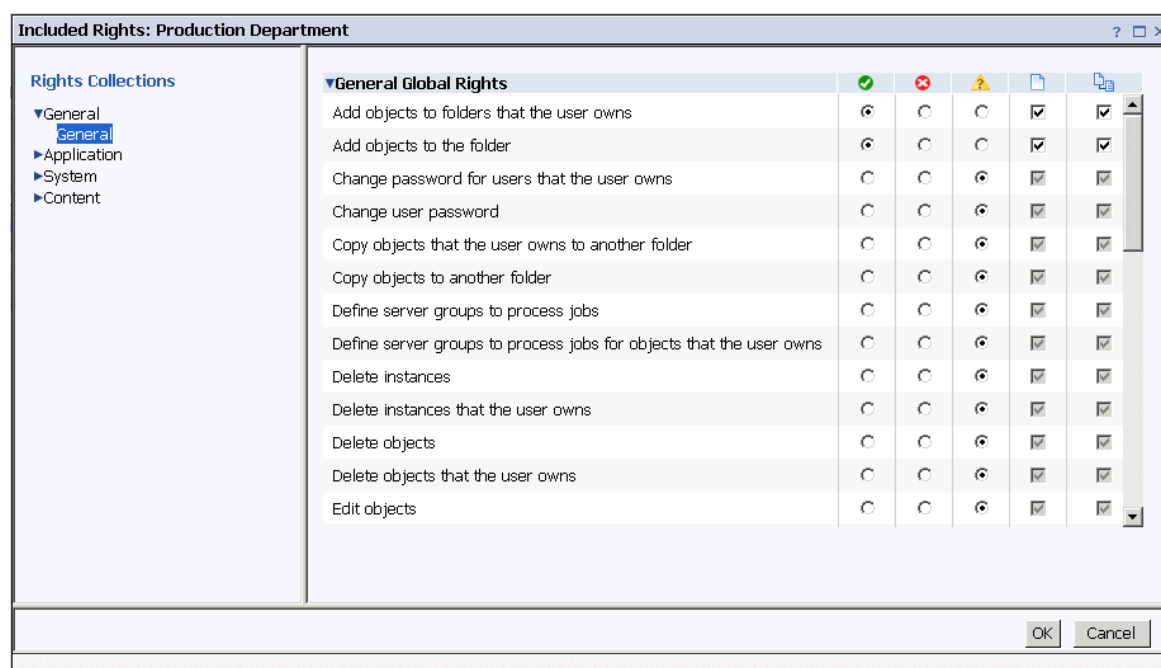 Included Rights: Production Department
?
Rights Collections
General
General
Application
System
Content
General Global Rights
Add objects to folders that the user owns
Add objects to the folder
Change password for users that the user owns
Change user password
Copy objects that the user owns to another folder
Copy objects to another folder
Define server groups to process jobs
Define server groups to process jobs for objects that the user owns
Delete instances
Delete instances that the user owns
Delete objects
Delete objects that the user owns
Edit objects
OK Cancel